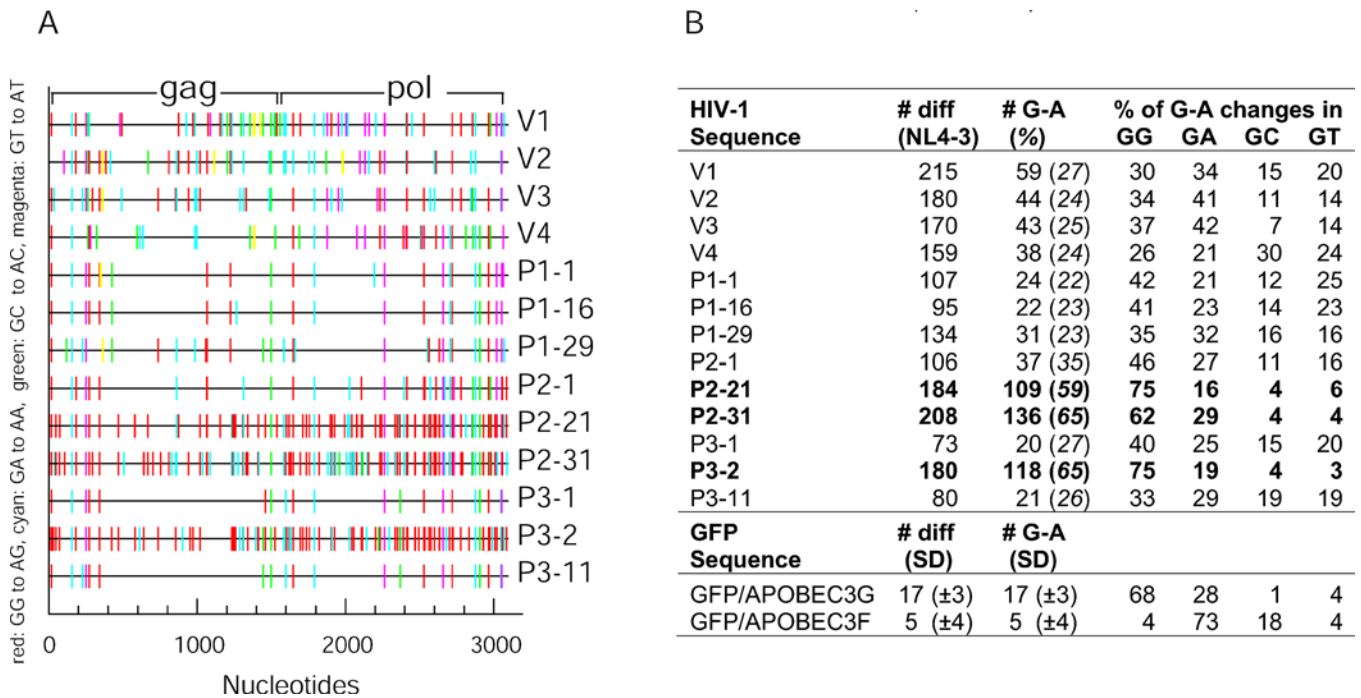 A
B
red: GG to AG, cyan: GA to AA, green: GC to AC, magenta: GT to AT
gag pol
V1
V2
V3
V4
P1-1
P1-16
P1-29
P2-1
P2-21
P2-31
P3-1
P3-2
P3-11
0 1000 2000 3000
Nucleotides
HIV-1 # diff # G-A % of G-A changes in
Sequence (NL4-3) (%) GG GA GC GT
V1 215 59 (27) 30 34 15 20
V2 180 44 (24) 34 41 11 14
V3 170 43 (25) 37 42 7 14
V4 159 38 (24) 26 21 30 24
P1-1 107 24 (22) 42 21 12 25
P1-16 95 22 (23) 41 23 14 23
P1-29 134 31 (23) 35 32 16 16
P2-1 106 37 (35) 46 27 11 16
P2-21 184 109 (59) 75 16 4 6
P2-31 208 136 (65) 62 29 4 4
P3-1 73 20 (27) 40 25 15 20
P3-2 180 118 (65) 75 19 4 3
P3-11 80 21 (26) 33 29 19 19
GFP # diff # G-A
Sequence (SD) (SD)
GFP/APOBEC3G 17 (±3) 17 (±3) 68 28 1 4
GFP/APOBEC3F 5 (±4) 5 (±4) 4 73 18 4